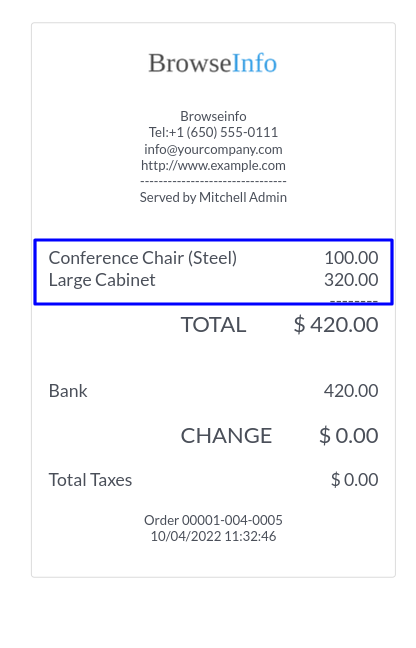 BrowseInfo
Browseinfo
Tel:+1 (650) 555-0111
info@yourcompany.com
http://www.example.com
--------------------------------
Served by Mitchell Admin
Conference Chair (Steel) 100.00
Large Cabinet 320.00
--------
TOTAL $ 420.00
Bank 420.00
CHANGE $ 0.00
Total Taxes $ 0.00
Order 00001-004-0005
10/04/2022 11:32:46